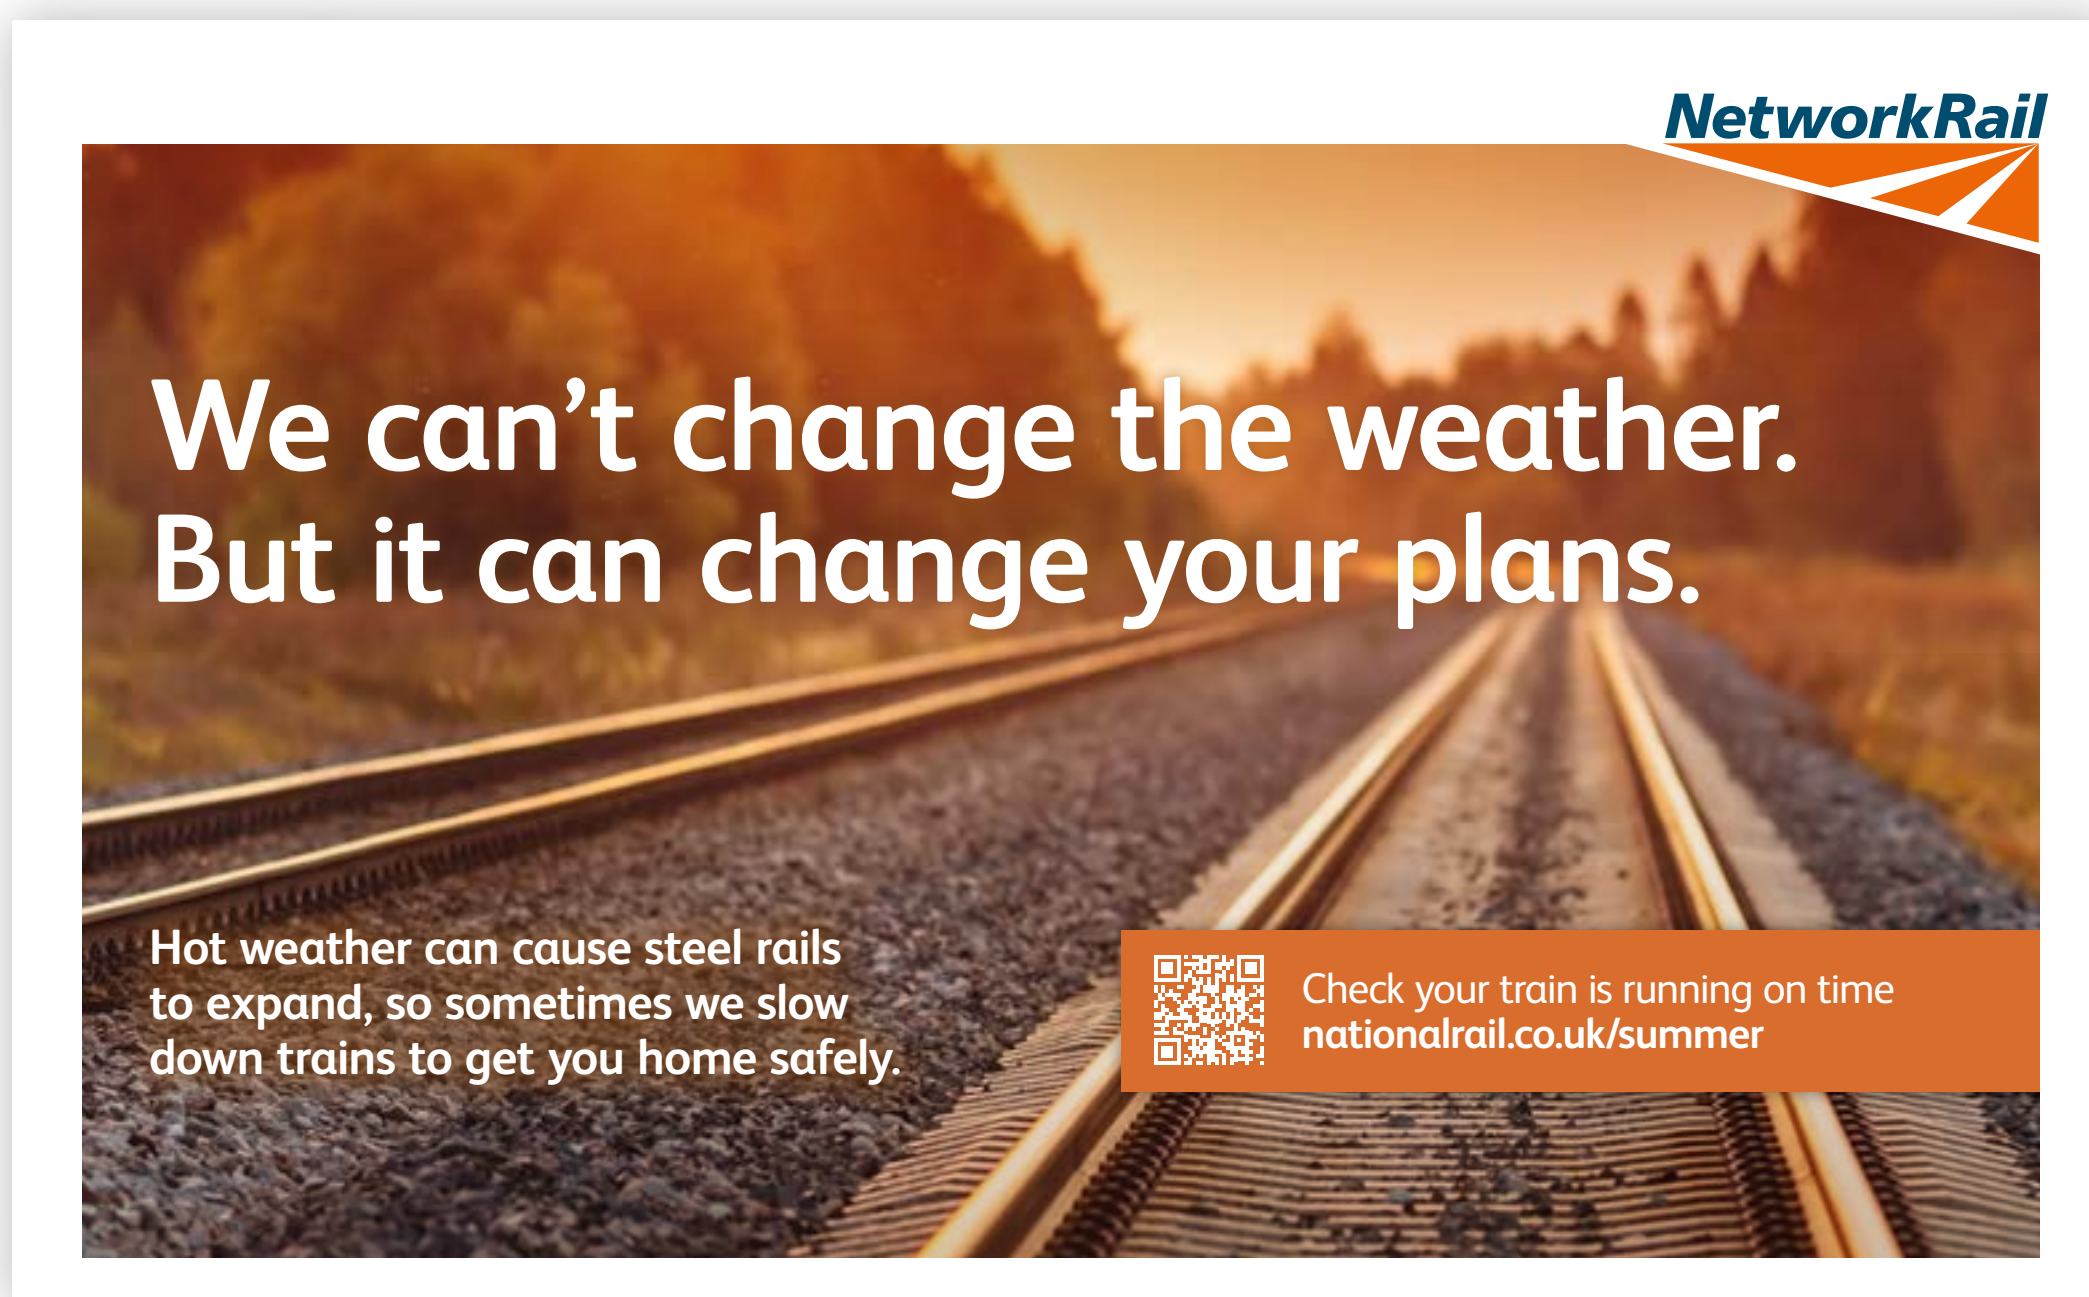 NetworkRail
We can’t change the weather.
But it can change your plans.
Hot weather can cause steel rails
to expand, so sometimes we slow
down trains to get you home safely.
Check your train is running on time
nationalrail.co.uk/summer